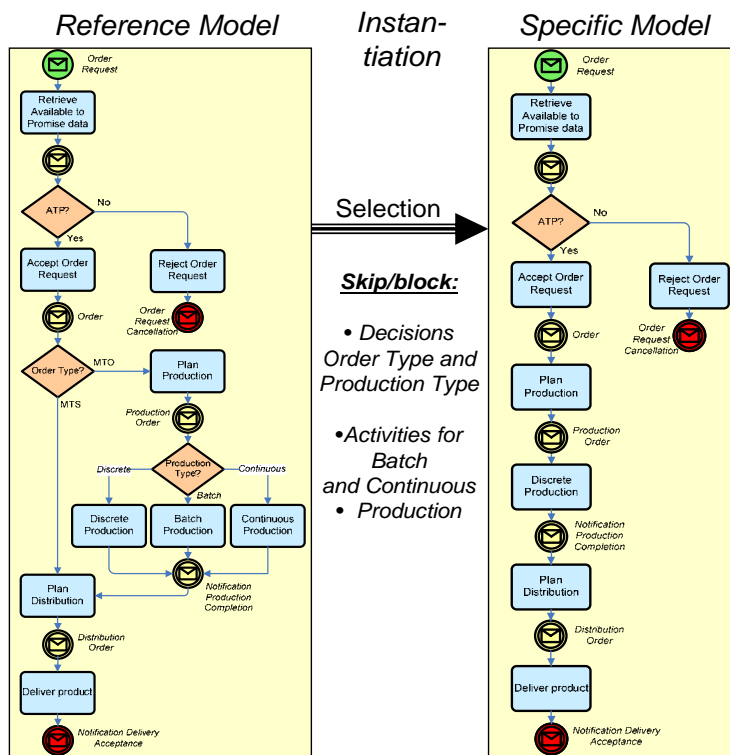 Reference Model
Order
Request
Retrieve
Available to
Promise data
ATP?
No
Yes
Accept Order
Request
Reject Order
Request
Order
Order
Request
Cancellation
Order Type?
MTO
MTS
Plan
Production
Production
Order
Production
Type?
Discrete
Continuous
Batch
Discrete
Production
Batch
Production
Continuous
Production
Notification
Production
Completion
Plan
Distribution
Distribution
Order
Deliver product
Notification Delivery
Acceptance
Instan-
tiation
Selection
Skip/block:
• Decisions
Order Type and
Production Type
•Activities for
Batch
and Continuous
• Production
Specific Model
Order
Request
Retrieve
Available to
Promise data
ATP?
No
Yes
Accept Order
Request
Reject Order
Request
Order
Order
Request
Cancellation
Plan
Production
Production
Order
Discrete
Production
Notification
Production
Completion
Plan
Distribution
Distribution
Order
Deliver product
Notification Delivery
Acceptance